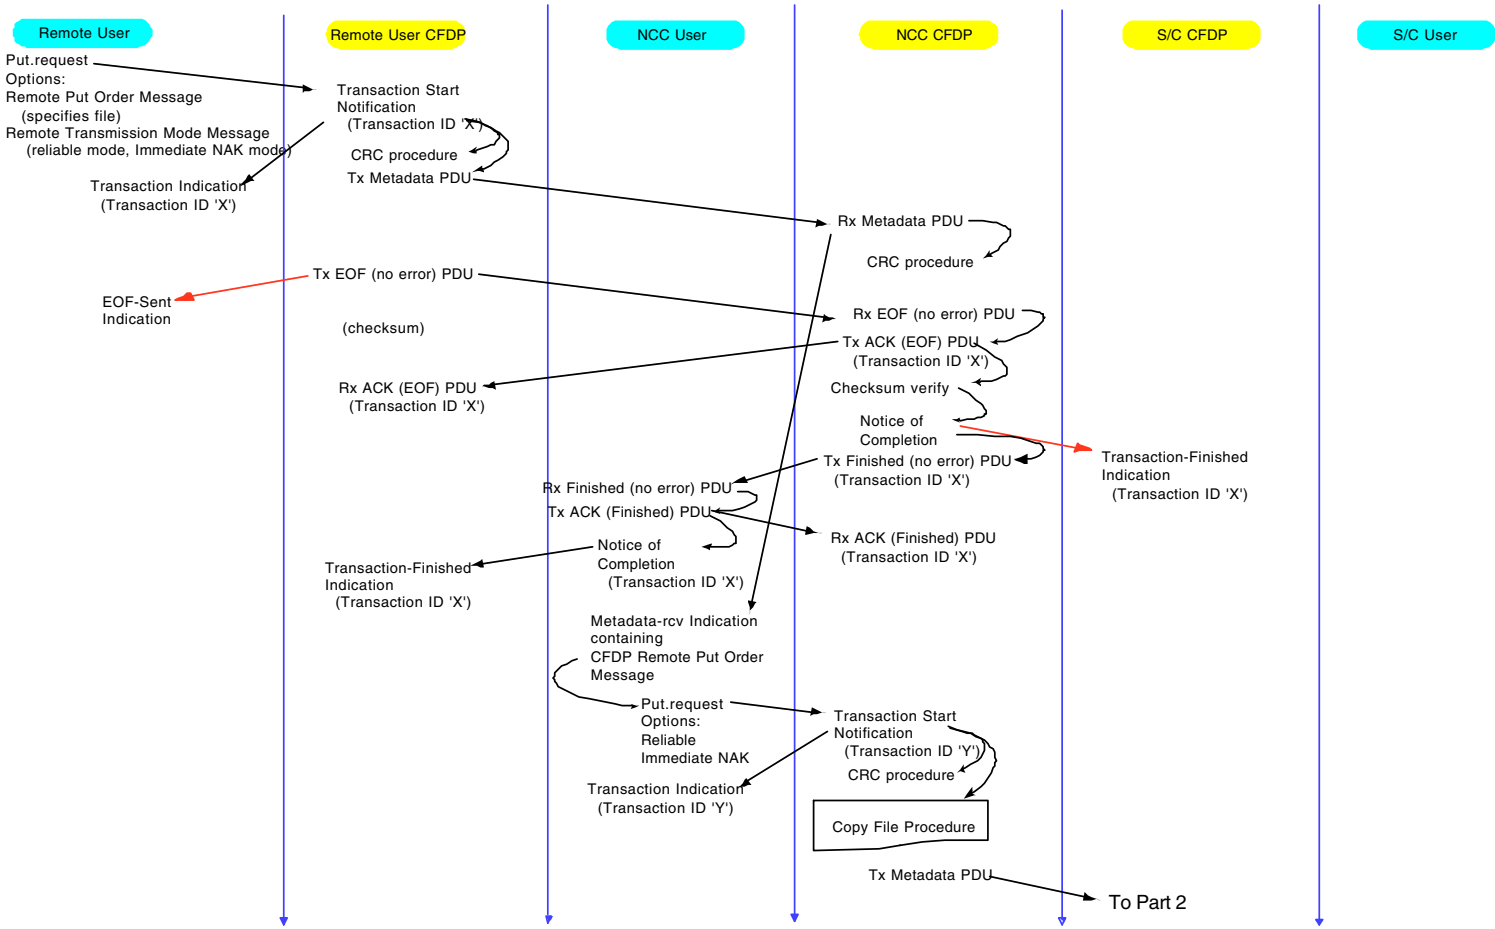 Remote User
Remote User CFDP
NCC User
NCC CFDP
S/C CFDP
S/C User
Put.request
Options:
Remote Put Order Message
(specifies file)
Remote Transmission Mode Message
(reliable mode, Immediate NAK mode)
Transaction Start
Notification
(Transaction ID 'X')
CRC procedure
Tx Metadata PDU
Transaction Indication
(Transaction ID 'X')
Rx Metadata PDU
CRC procedure
Tx EOF (no error) PDU
EOF-Sent
Indication
(checksum)
Rx EOF (no error) PDU
Tx ACK (EOF) PDU
(Transaction ID 'X')
Rx ACK (EOF) PDU
(Transaction ID 'X')
Checksum verify
Notice of
Completion
Transaction-Finished
Indication
(Transaction ID 'X')
Tx Finished (no error) PDU
(Transaction ID 'X')
Rx Finished (no error) PDU
Tx ACK (Finished) PDU
Rx ACK (Finished) PDU
(Transaction ID 'X')
Notice of
Completion
(Transaction ID 'X')
Transaction-Finished
Indication
(Transaction ID 'X')
Metadata-rcv Indication
containing
CFDP Remote Put Order
Message
Put.request
Options:
Reliable
Immediate NAK
Transaction Start
Notification
(Transaction ID 'Y')
CRC procedure
Transaction Indication
(Transaction ID 'Y')
Copy File Procedure
Tx Metadata PDU
To Part 2